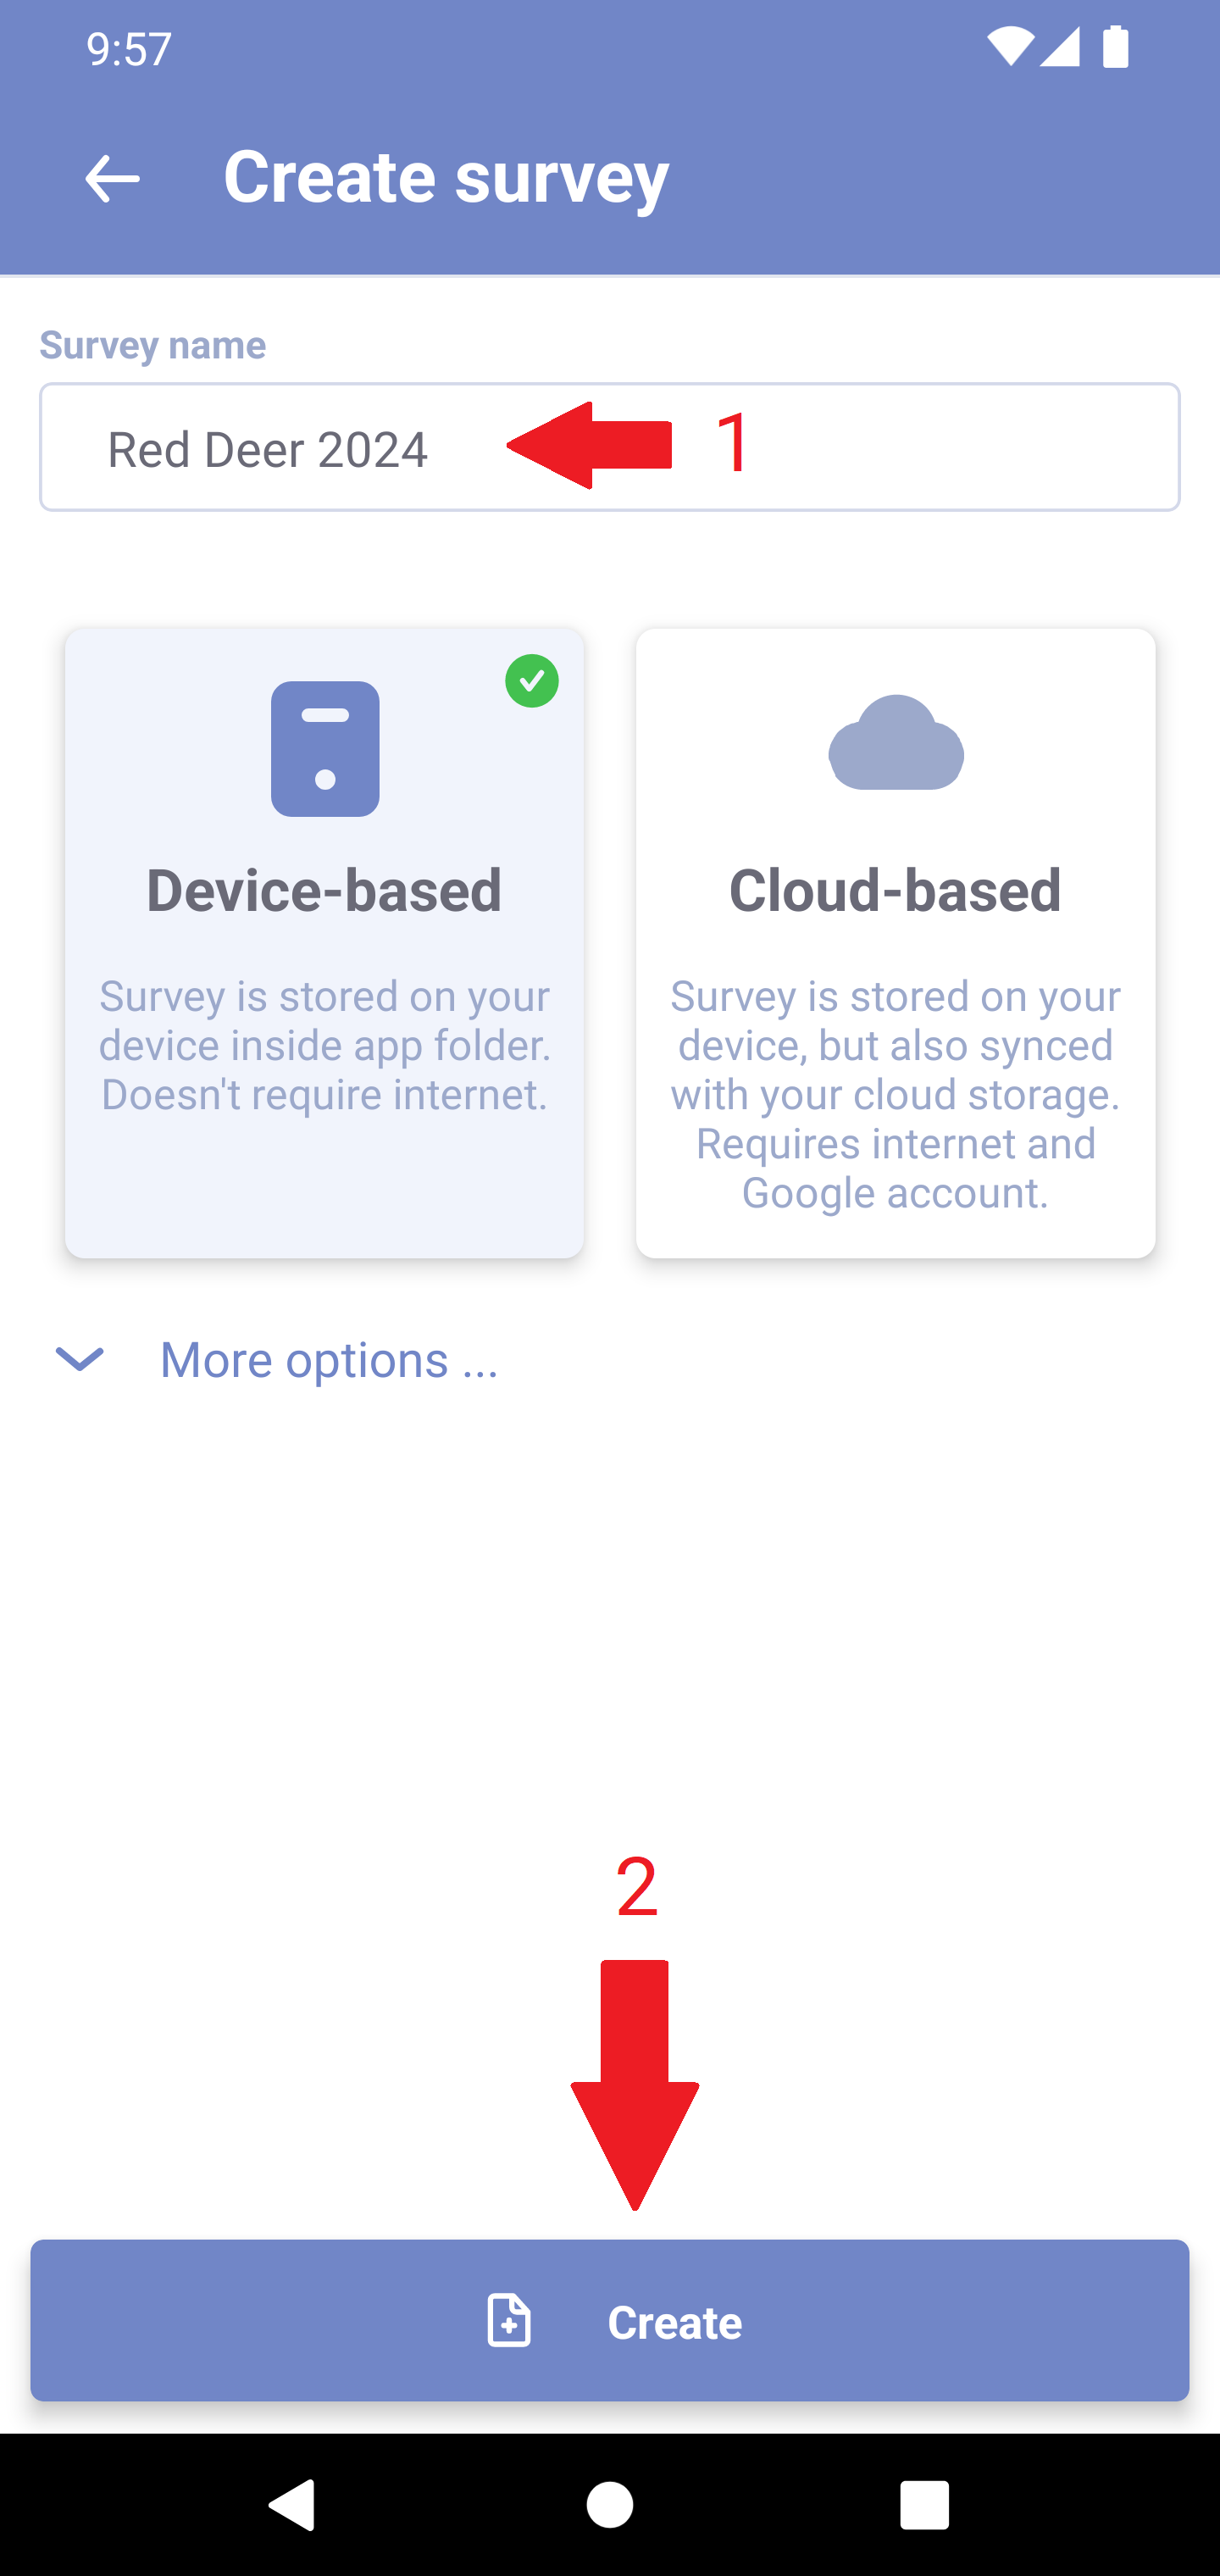 9:57
Create survey
Survey name
Red Deer 2024
1
Device-based
Survey is stored on your
device inside app folder.
Doesn't require internet.
Cloud-based
Survey is stored on your
device, but also synced
with your cloud storage.
Requires internet and
Google account.
More options ...
2
Create